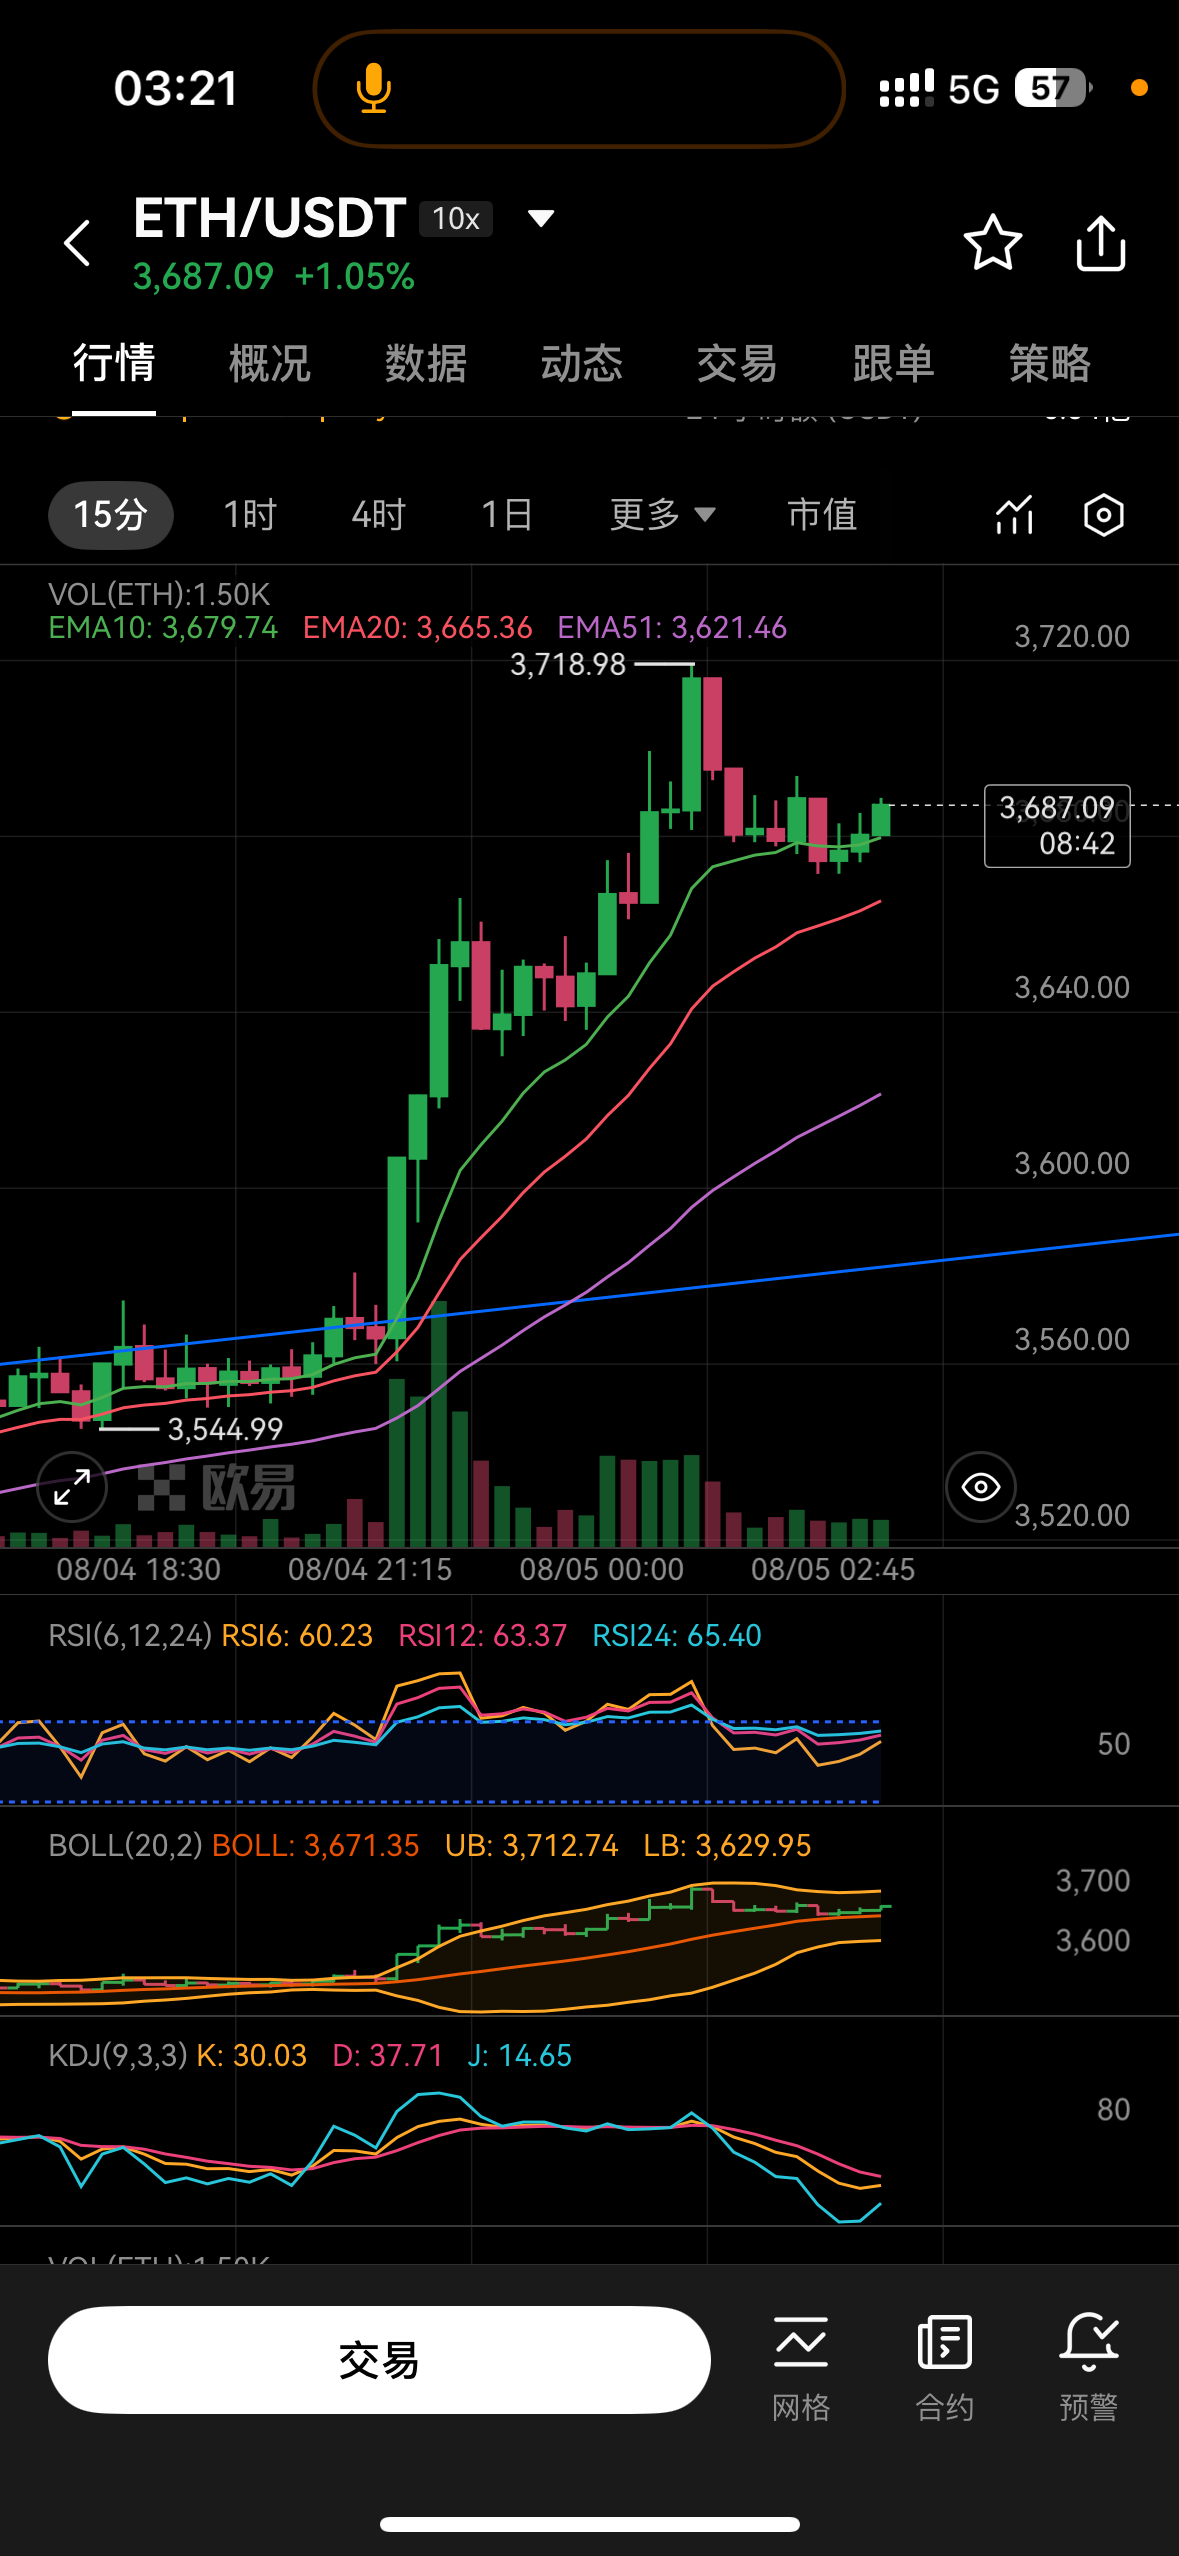 03:21
5G 57
ETH/USDT 10x
3,687.09 +1.05%
行情 概况 数据 动态 交易 跟单 策略
15分 1时 4时 1日 更多 市值
VOL(ETH):1.50K
EMA10: 3,679.74 EMA20: 3,665.36 EMA51: 3,621.46
3,720.00
3,718.98
3,687.09
08:42
3,640.00
3,600.00
3,560.00
3,544.99
欧易
3,520.00
08/04 18:30 08/04 21:15 08/05 00:00 08/05 02:45
RSI(6,12,24) RSI6: 60.23 RSI12: 63.37 RSI24: 65.40
50
BOLL(20,2) BOLL: 3,671.35 UB: 3,712.74 LB: 3,629.95
3,700
3,600
KDJ(9,3,3) K: 30.03 D: 37.71 J: 14.65
80
VOL(ETH):1.50K
交易
网格 合约 预警